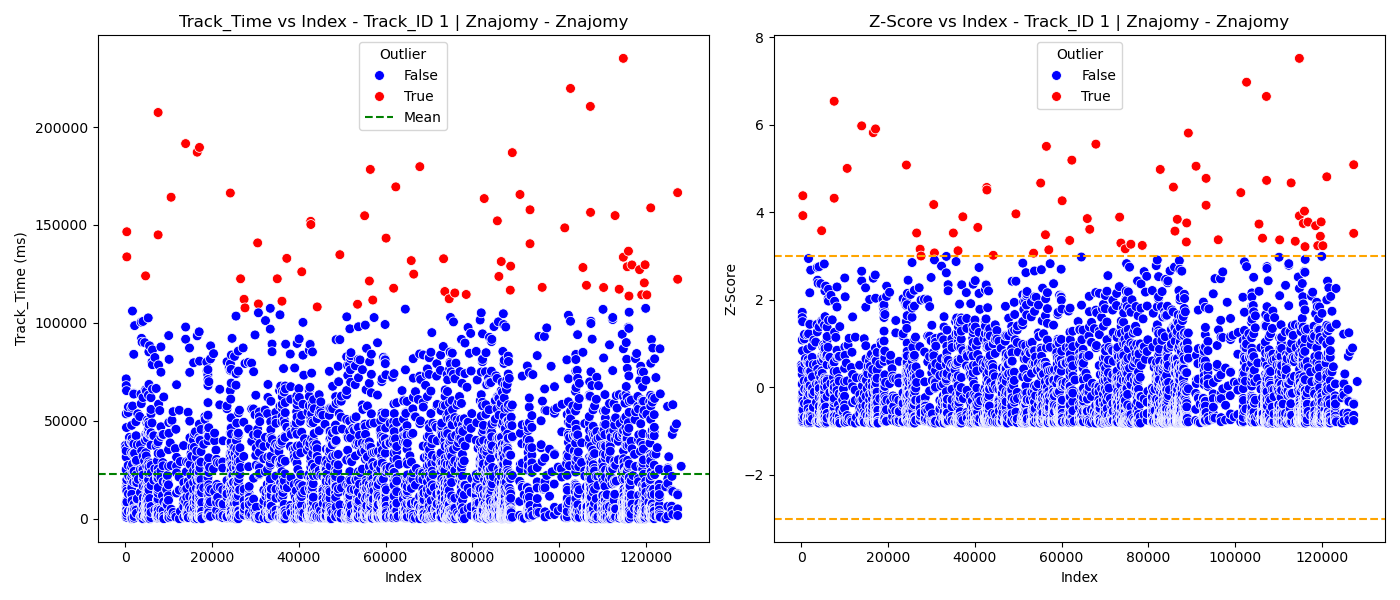 Track_Time vs Index - Track_ID 1 | Znajomy - Znajomy
Outlier
False
True
Mean
Track_Time (ms)
200000
150000
100000
50000
0
0 20000 40000 60000 80000 100000 120000
Index
Z-Score vs Index - Track_ID 1 | Znajomy - Znajomy
Outlier
False
True
Z-Score
8
6
4
2
0
−2
0 20000 40000 60000 80000 100000 120000
Index